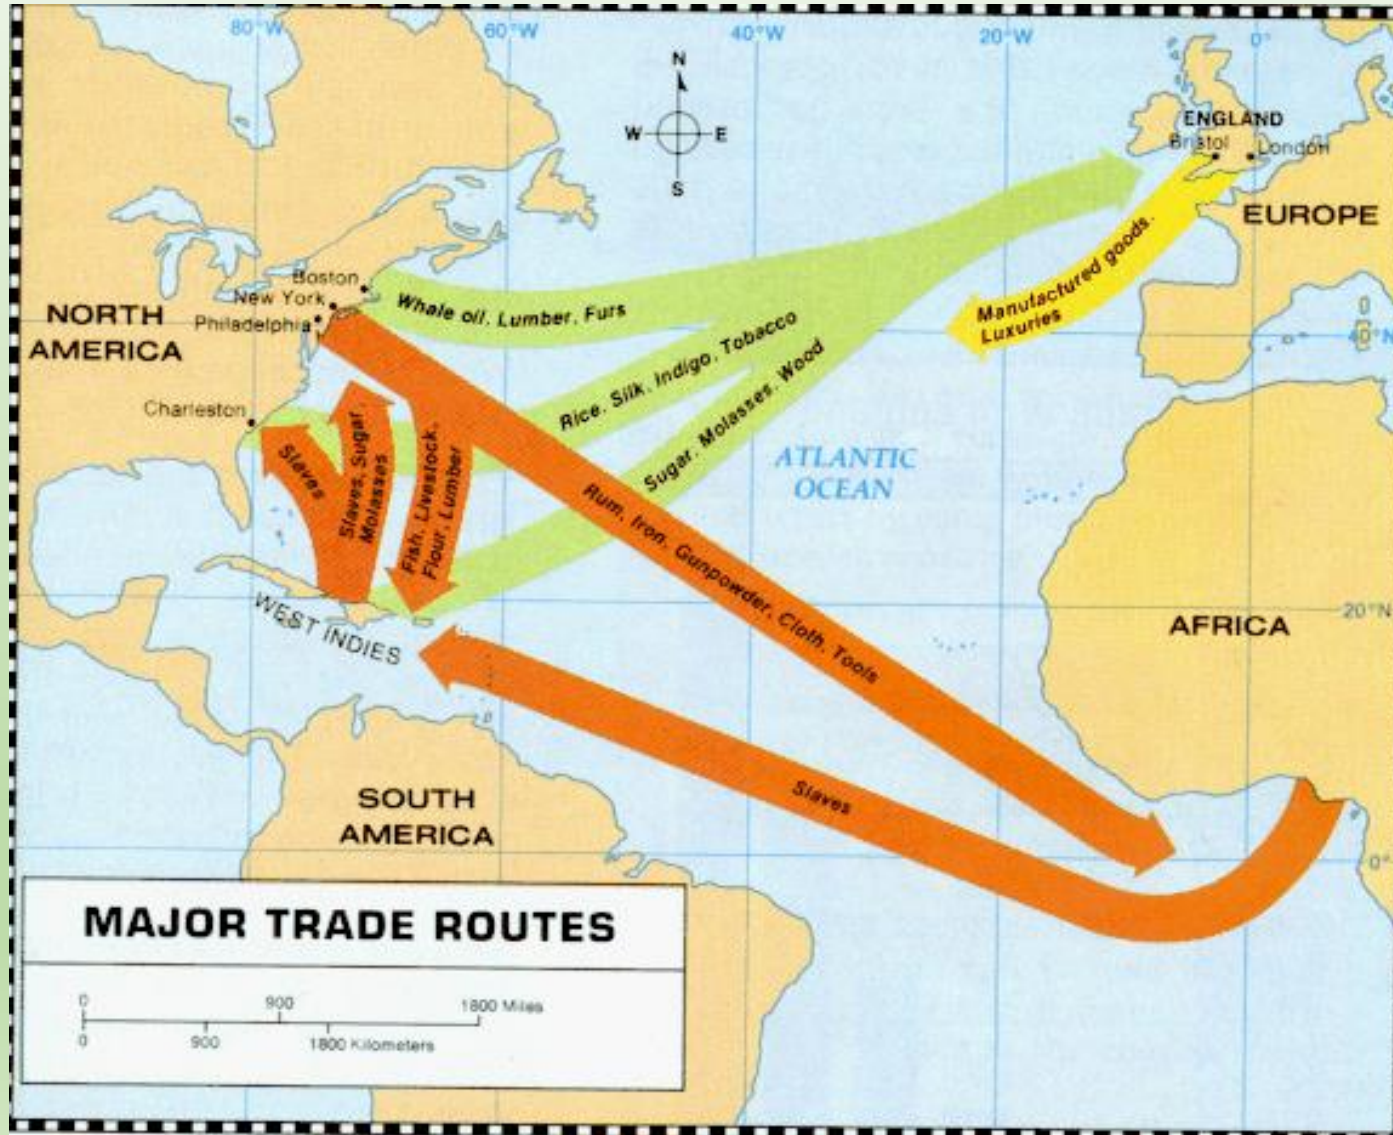 80°W
60°W
40°W
20°W
0°
N
W
E
S
ENGLAND
Bristol
London
EUROPE
Manufactured goods.
Luxuries
Boston
New York
Philadelphia
NORTH
AMERICA
Whale oil. Lumber. Furs
40°N
Rice. Silk. Indigo. Tobacco
Sugar. Molasses. Wood
Charleston
Slaves
Slaves. Sugar
Molasses
Fish. Livestock.
Flour. Lumber
ATLANTIC
OCEAN
Rum. Iron. Gunpowder. Cloth. Tools
WEST INDIES
20°N
AFRICA
Slaves
SOUTH
AMERICA
0°
MAJOR TRADE ROUTES
0 900 1800 Miles
0 900 1800 Kilometers